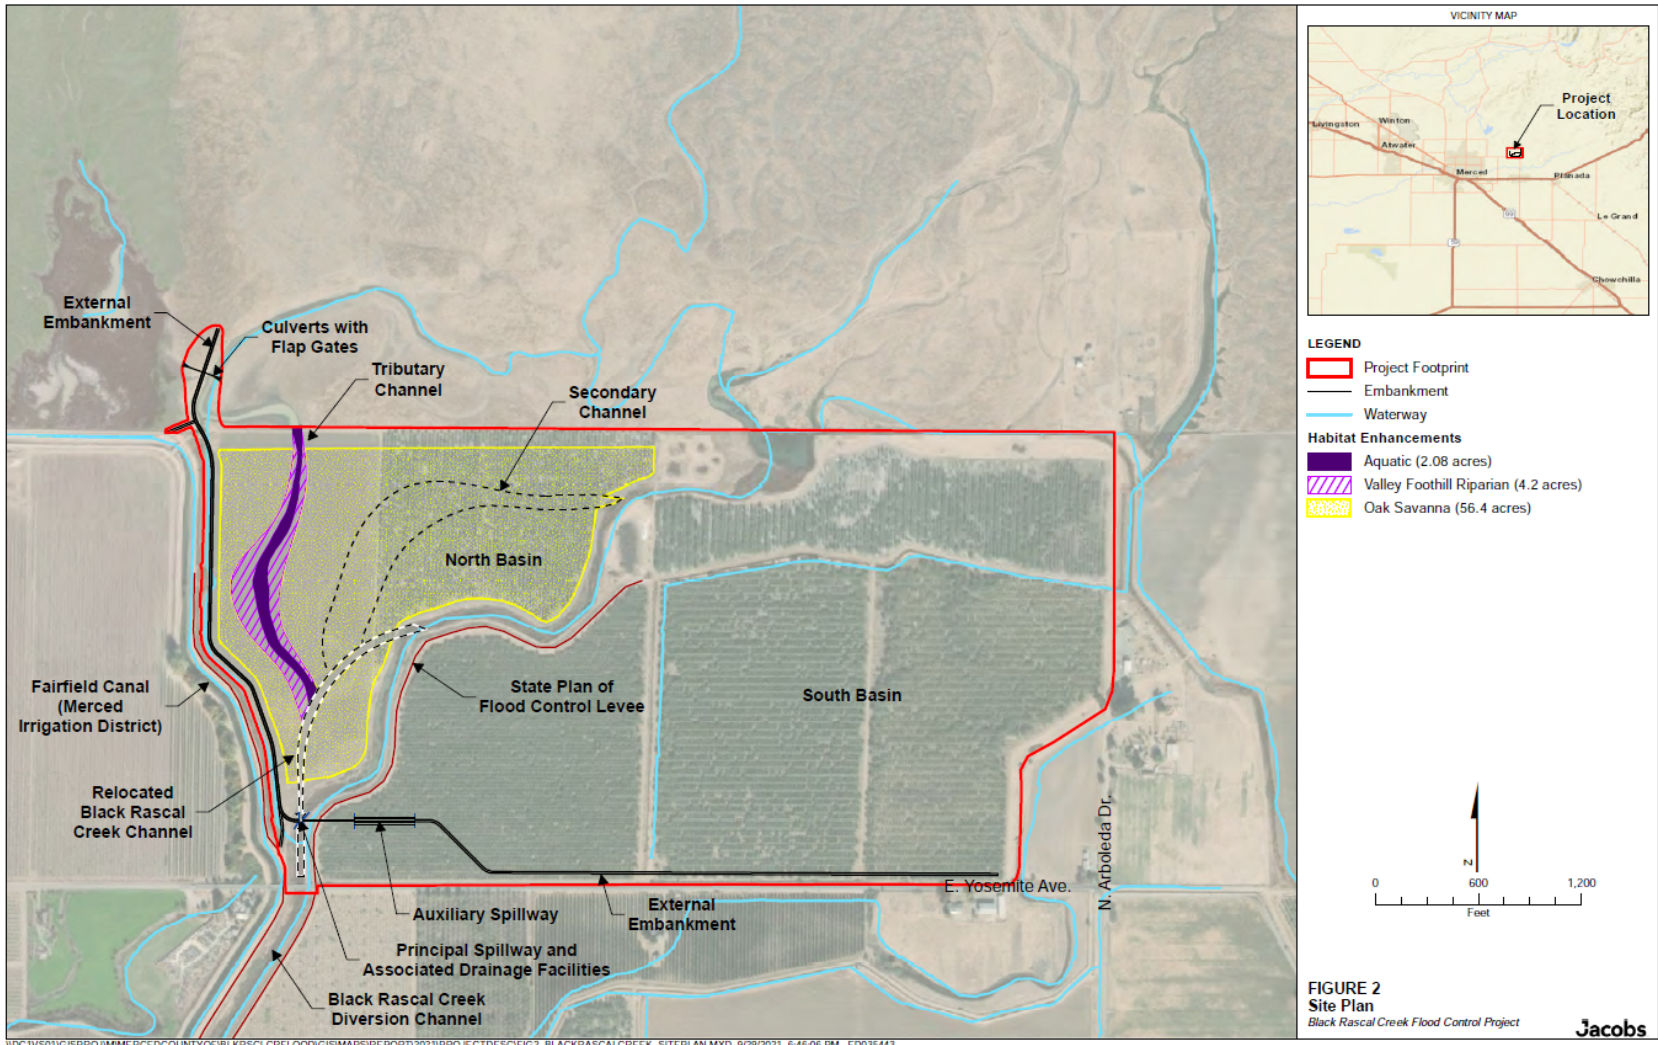 VICINITY MAP
Project
Location
Livingston
Winton
Atwater
Merced
Planada
Le Grand
Chowchilla
99
59
External
Embankment
Culverts with
Flap Gates
Tributary
Channel
Secondary
Channel
North Basin
South Basin
State Plan of
Flood Control Levee
Fairfield Canal
(Merced
Irrigation District)
Relocated
Black Rascal
Creek Channel
Auxiliary Spillway
External
Embankment
E. Yosemite Ave.
N. Arboleda Dr.
Principal Spillway and
Associated Drainage Facilities
Black Rascal Creek
Diversion Channel
LEGEND
Project Footprint
Embankment
Waterway
Habitat Enhancements
Aquatic (2.08 acres)
Valley Foothill Riparian (4.2 acres)
Oak Savanna (56.4 acres)
N
0 600 1,200
Feet
FIGURE 2
Site Plan
Black Rascal Creek Flood Control Project
Jacobs